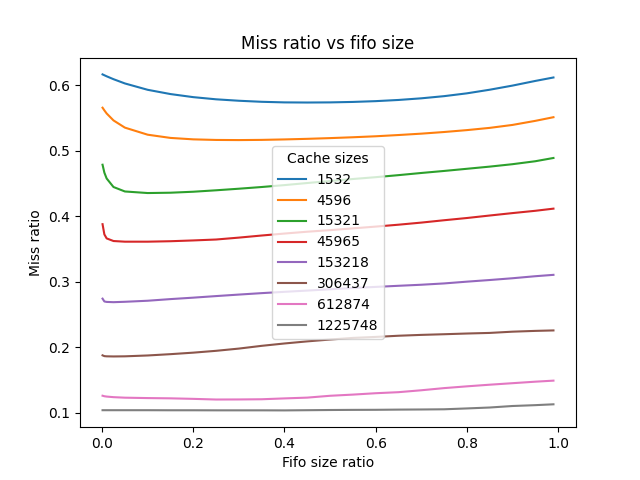 Miss ratio vs fifo size
Miss ratio
0.6
0.5
0.4
0.3
0.2
0.1
Cache sizes
1532
4596
15321
45965
153218
306437
612874
1225748
0.0 0.2 0.4 0.6 0.8 1.0
Fifo size ratio